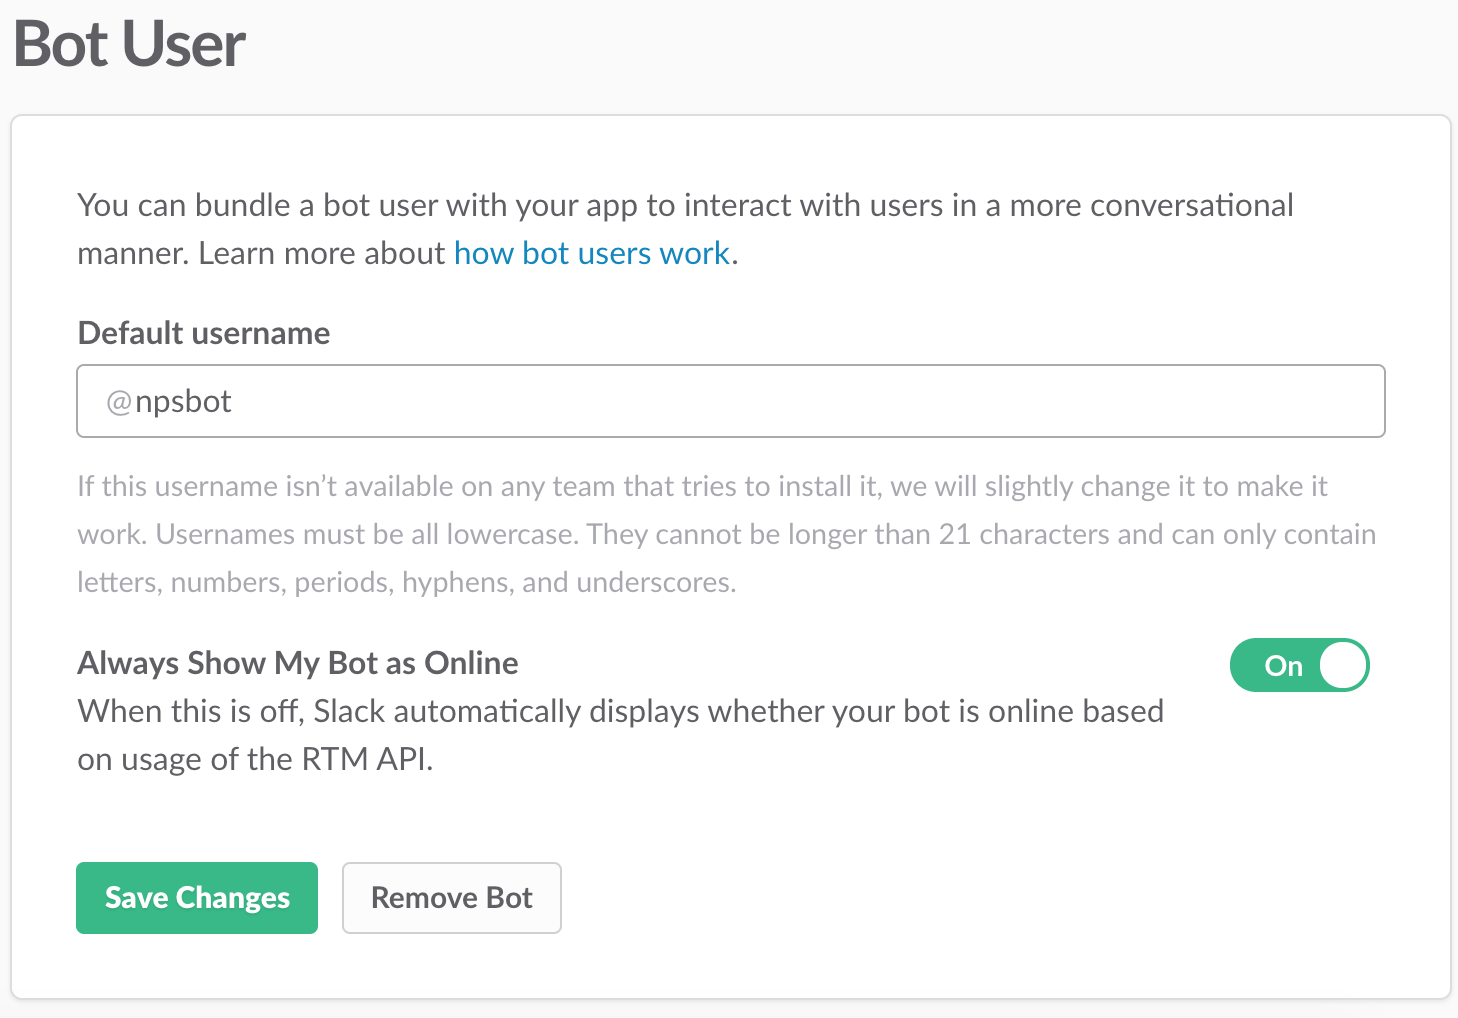 Bot User
You can bundle a bot user with your app to interact with users in a more conversational
manner. Learn more about how bot users work.
Default username
@npsbot
If this username isn’t available on any team that tries to install it, we will slightly change it to make it
work. Usernames must be all lowercase. They cannot be longer than 21 characters and can only contain
letters, numbers, periods, hyphens, and underscores.
Always Show My Bot as Online
On
When this is off, Slack automatically displays whether your bot is online based
on usage of the RTM API.
Save Changes
Remove Bot